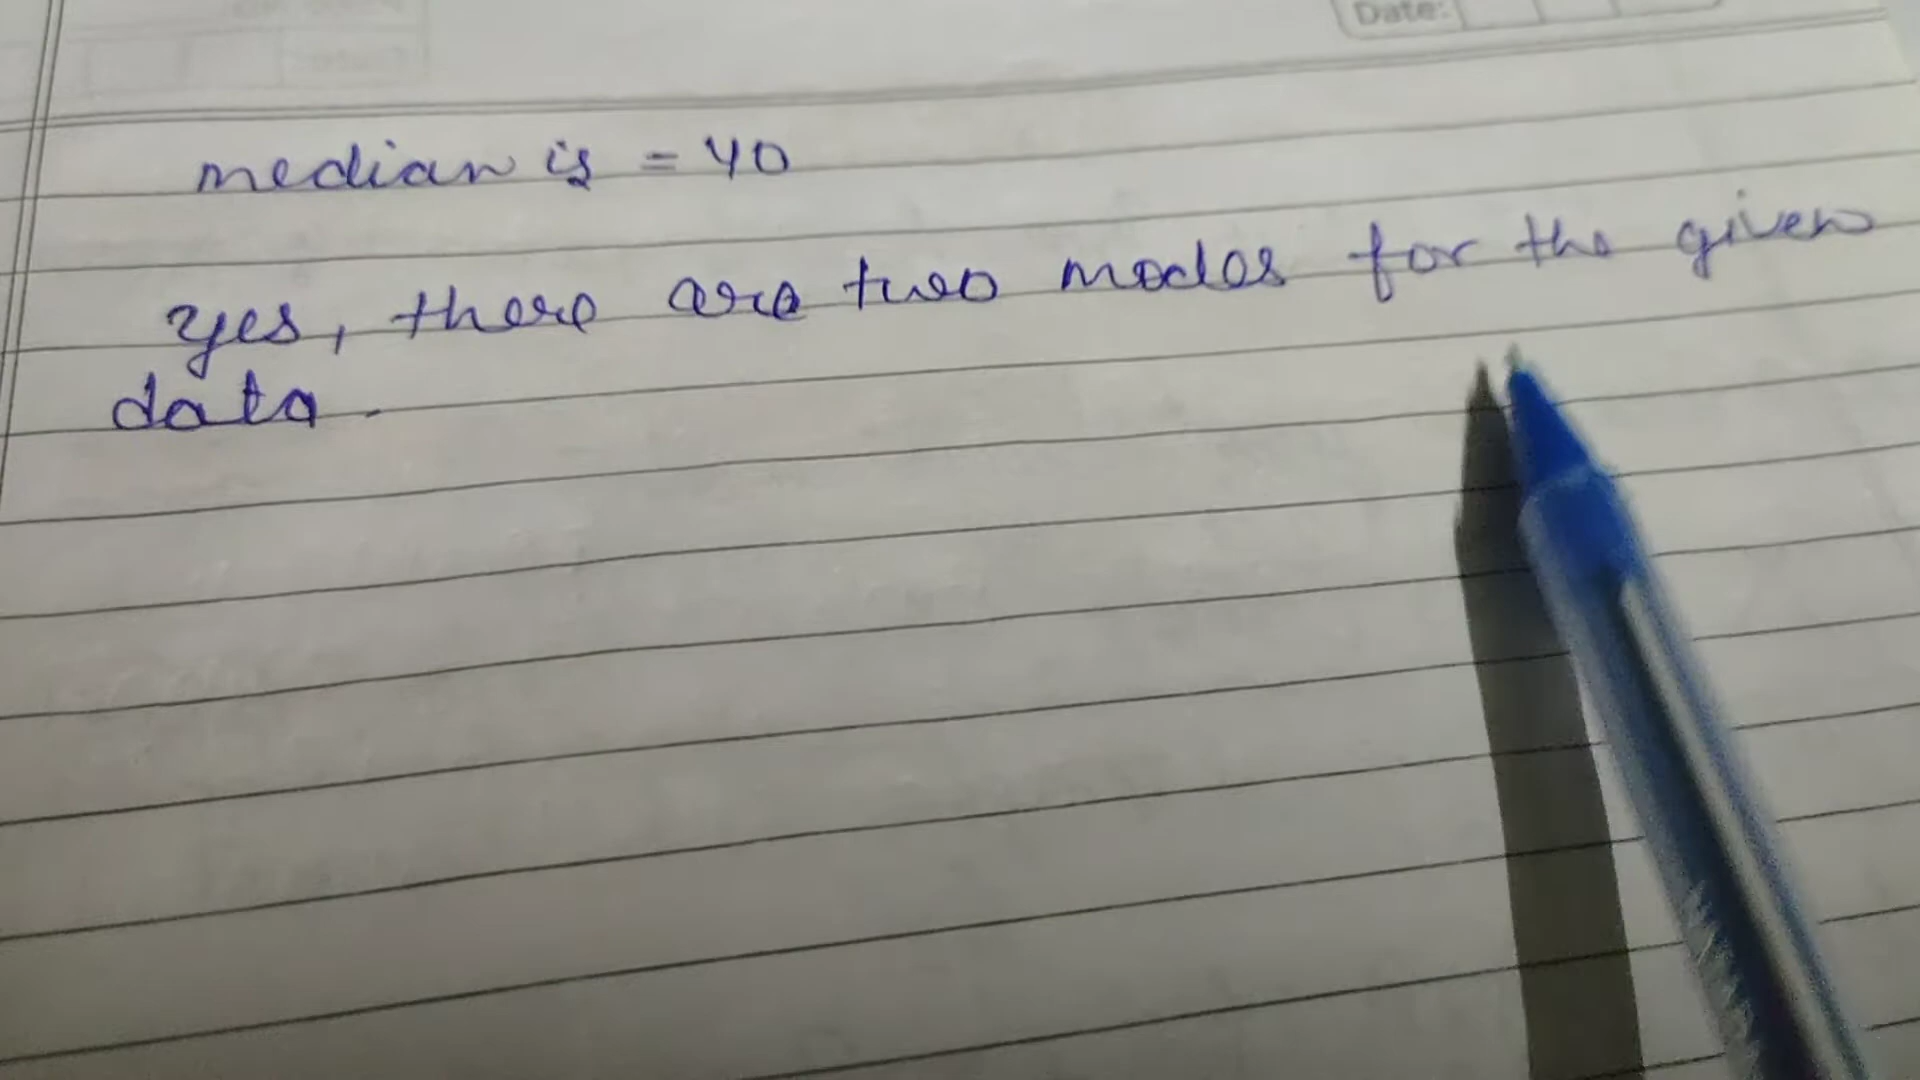 Date:
median is = 40
yes, there are two modes for the given
data.